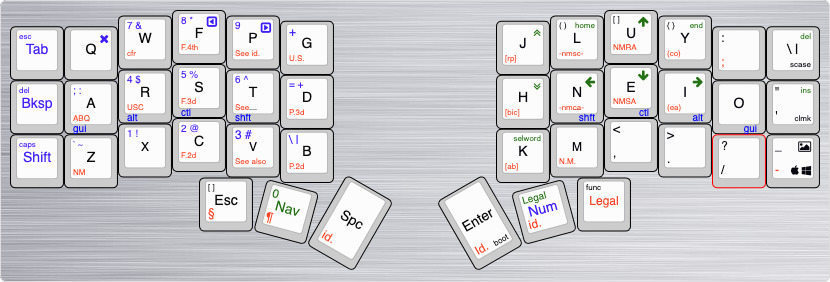 esc
Tab
Q
7 &
W
cfr
8 *
F
F.4th
9
P
See id.
+
G
U.S.
J
[rp]
( )
home
L
-nmsc-
[ ]
U
NMRA
{ }
end
Y
(co)
:
;
del
\ |
scase
del
Bksp
; :
A
ABQ
gui
4 $
R
USC
alt
5 %
S
F.3d
ctl
6 ^
T
See....
shft
= +
D
P.3d
H
[bic]
N
-nmca-
shft
E
NMSA
ctl
I
(ea)
alt
O
gui
"
ins
'
clmk
caps
Shift
` ~
Z
NM
1 !
X
2 @
C
F.2d
3 #
V
See also
\ |
B
P.2d
selword
K
[ab]
M
N.M.
<
,
>
.
?
/
_
-
[ ]
Esc
§
0
Nav
¶
Spc
id.
Enter
Id.
boot
Legal
Num
id.
func
Legal